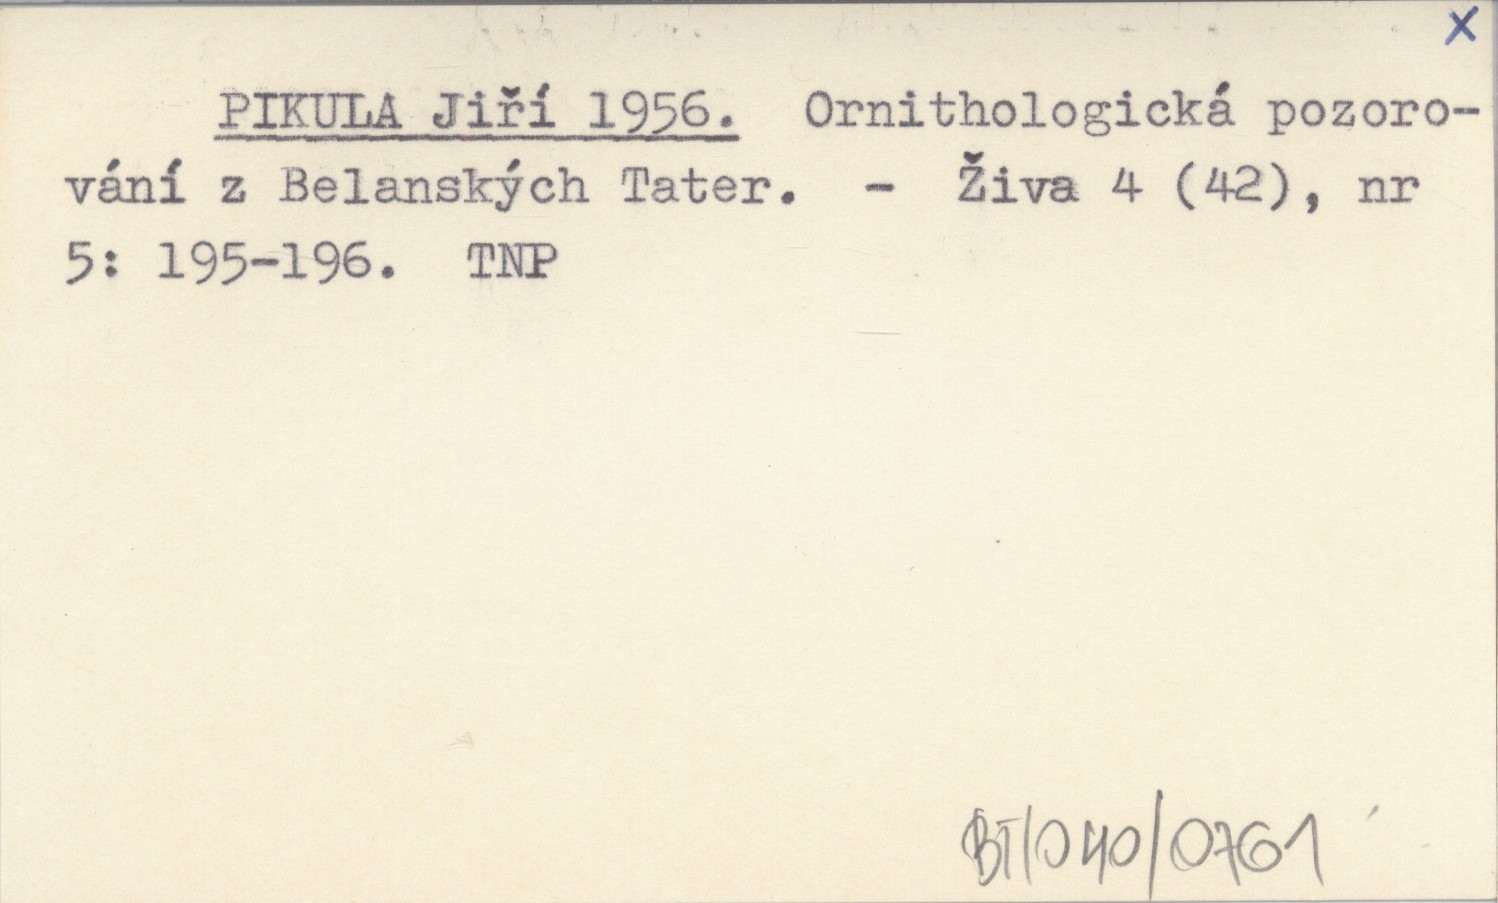 x
PIKULA Jiří 1956. Ornithologická pozoro-
vání z Belanských Tater. - Živa 4 (42), nr
5: 195-196. TNP
BT/040/0761